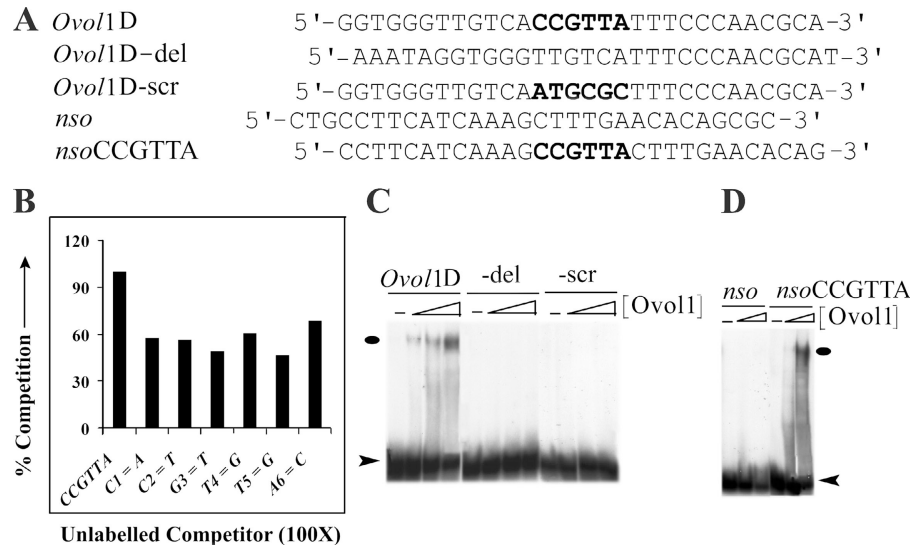 A
Ovol1D 5'-GGTGGGTTGTCACCGTTATTTCCCAACGCA-3'
Ovol1D-del 5'-AAATAGGTGGGTTGTCATTTCCCAACGCAT-3'
Ovol1D-scr 5'-GGTGGGTTGTCAATGCGCTTTCCCAACGCA-3'
nso 5'-CTGCCTTCATCAAAGCTTTGAACACAGCGC-3'
nsoCCGTTA 5'-CCTTCATCAAAGCCGTTACTTTGAACACAG-3'
B
% Competition
120
90
60
30
0
CCGTTA
C1 = A
C2 = T
G3 = T
T4 = G
T5 = G
A6 = C
Unlabelled Competitor (100X)
C
Ovol1D -del -scr
– – – [Ovol1]
D
nso nsoCCGTTA
– – [Ovol1]